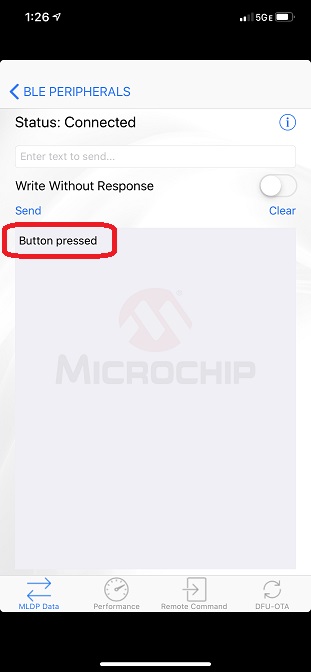 1:26
5GE
BLE PERIPHERALS
Status: Connected
Enter text to send...
Write Without Response
Send
Clear
Button pressed
MICROCHIP
MLDP Data
Performance
Remote Command
DFU-OTA